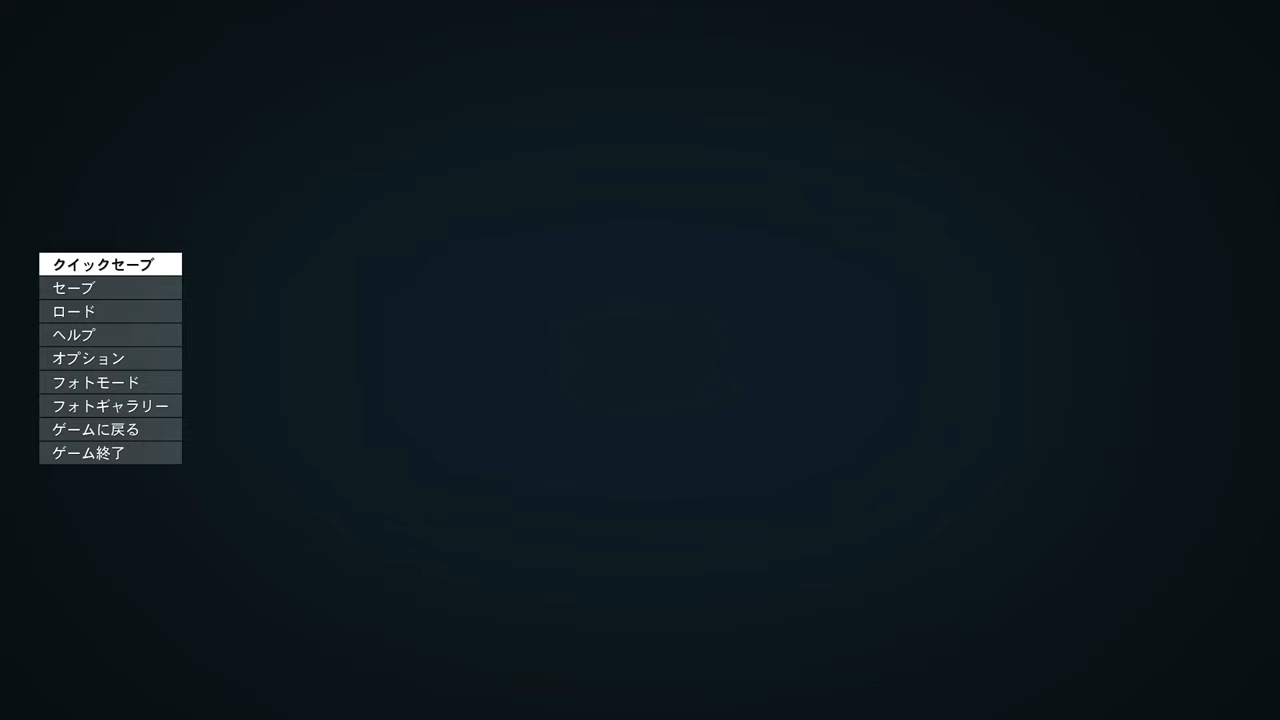 クイックセーブ
セーブ
ロード
ヘルプ
オプション
フォトモード
フォトギャラリー
ゲームに戻る
ゲーム終了